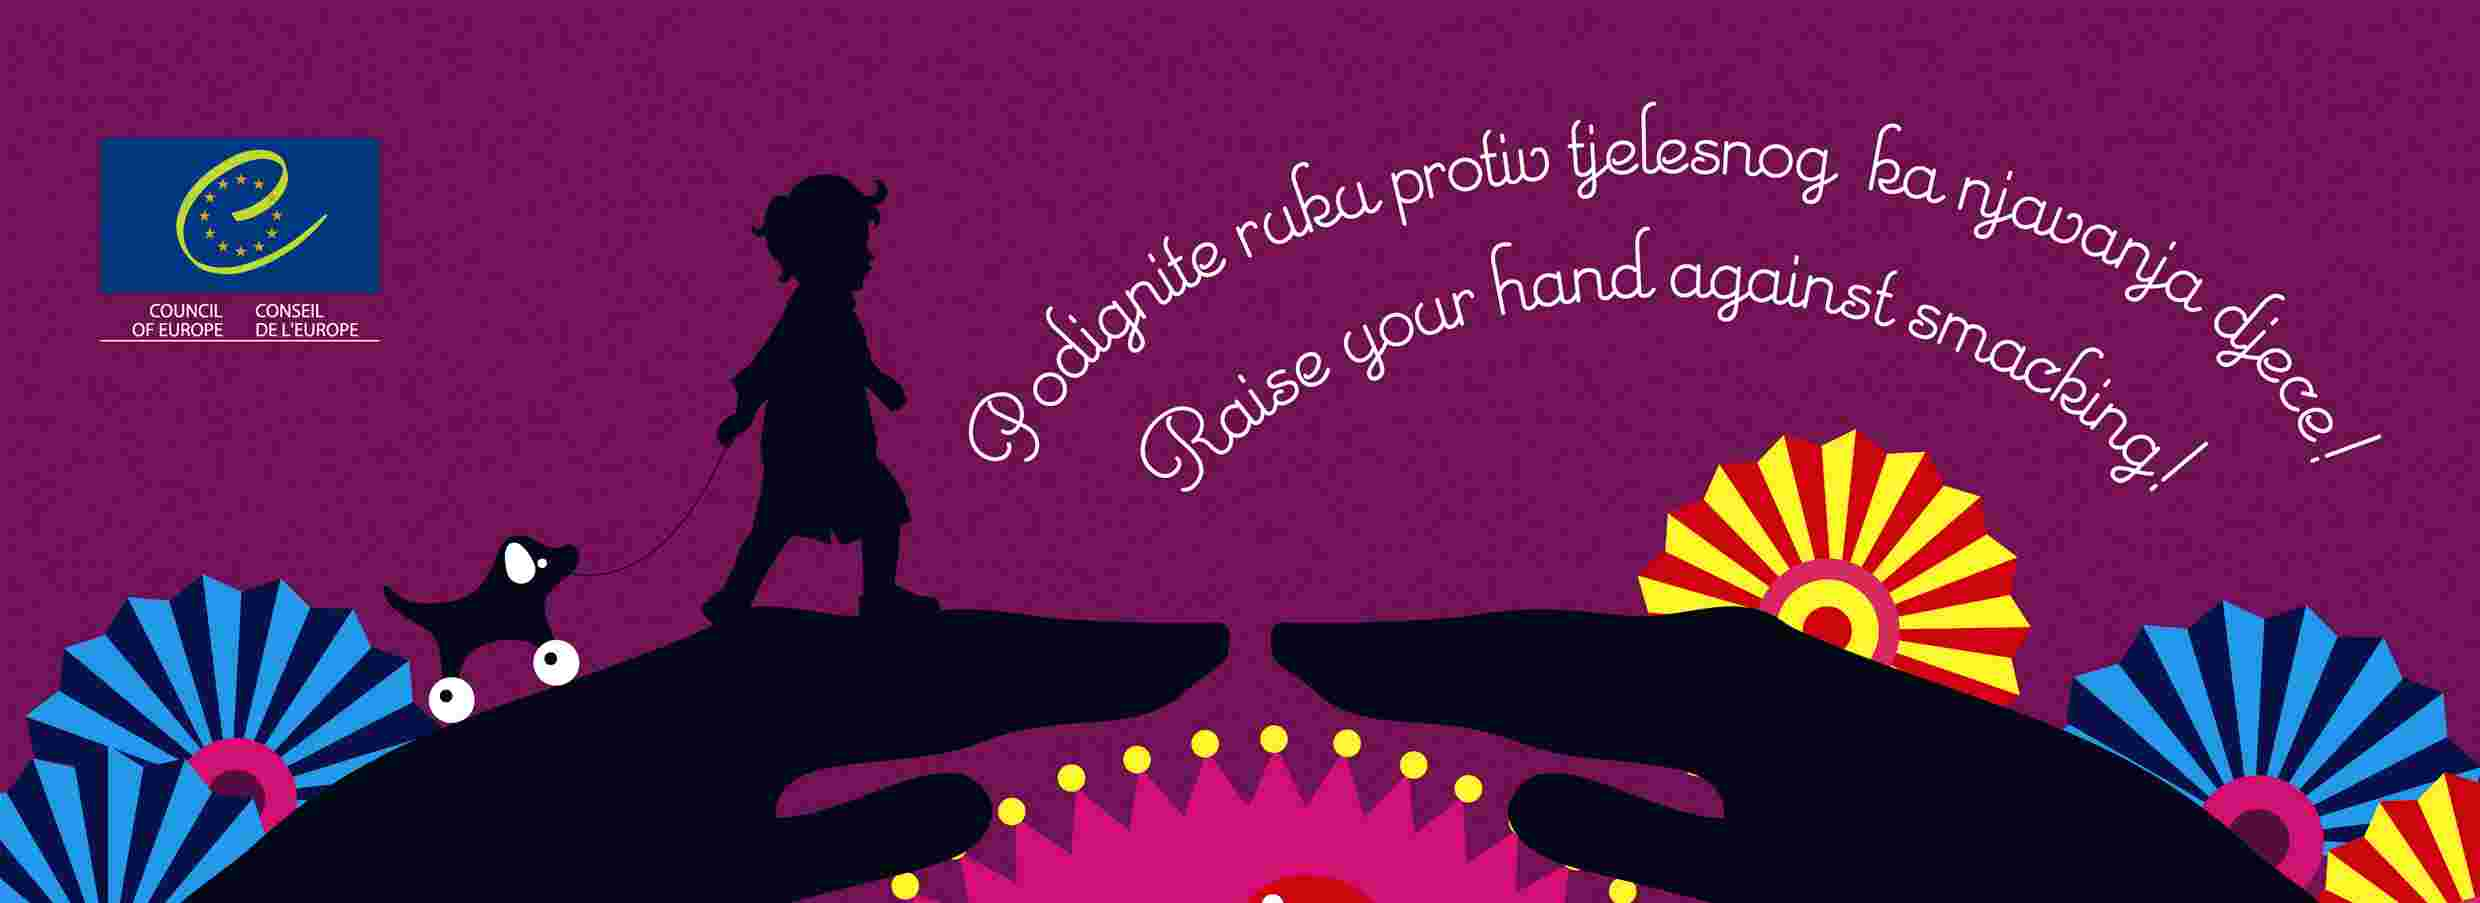 COUNCIL OF EUROPE
CONSEIL DE L'EUROPE
Podignite ruku protiv tjelesnog ka njavanja djece!
Raise your hand against smacking!